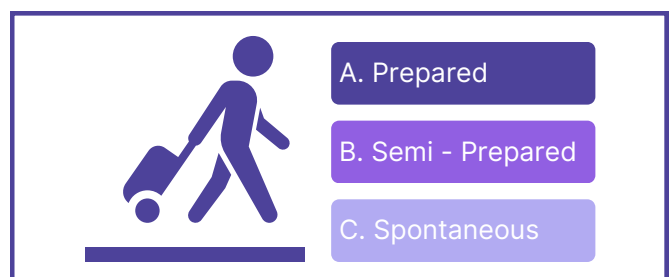 A. Prepared
B. Semi - Prepared
C. Spontaneous